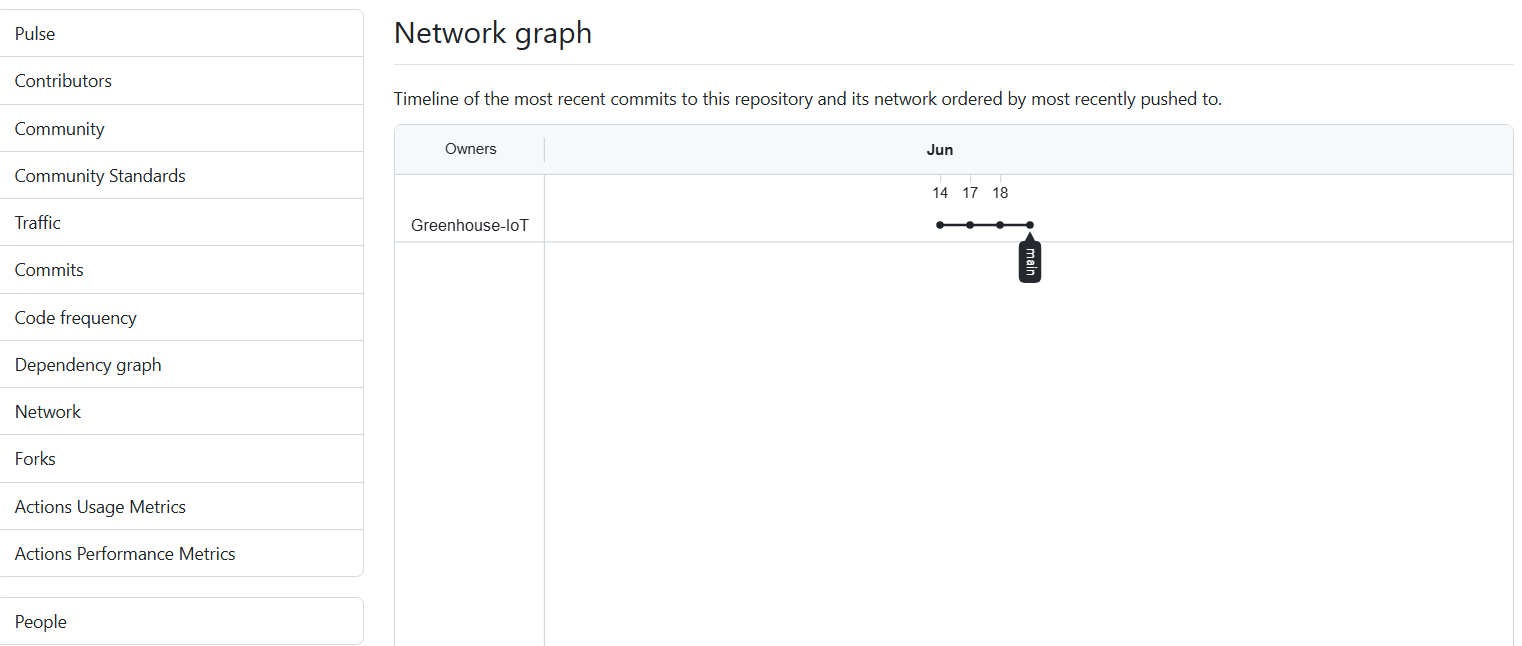 Pulse
Contributors
Community
Community Standards
Traffic
Commits
Code frequency
Dependency graph
Network
Forks
Actions Usage Metrics
Actions Performance Metrics
People
Network graph
Timeline of the most recent commits to this repository and its network ordered by most recently pushed to.
Owners
Jun
14 17 18
Greenhouse-IoT
main